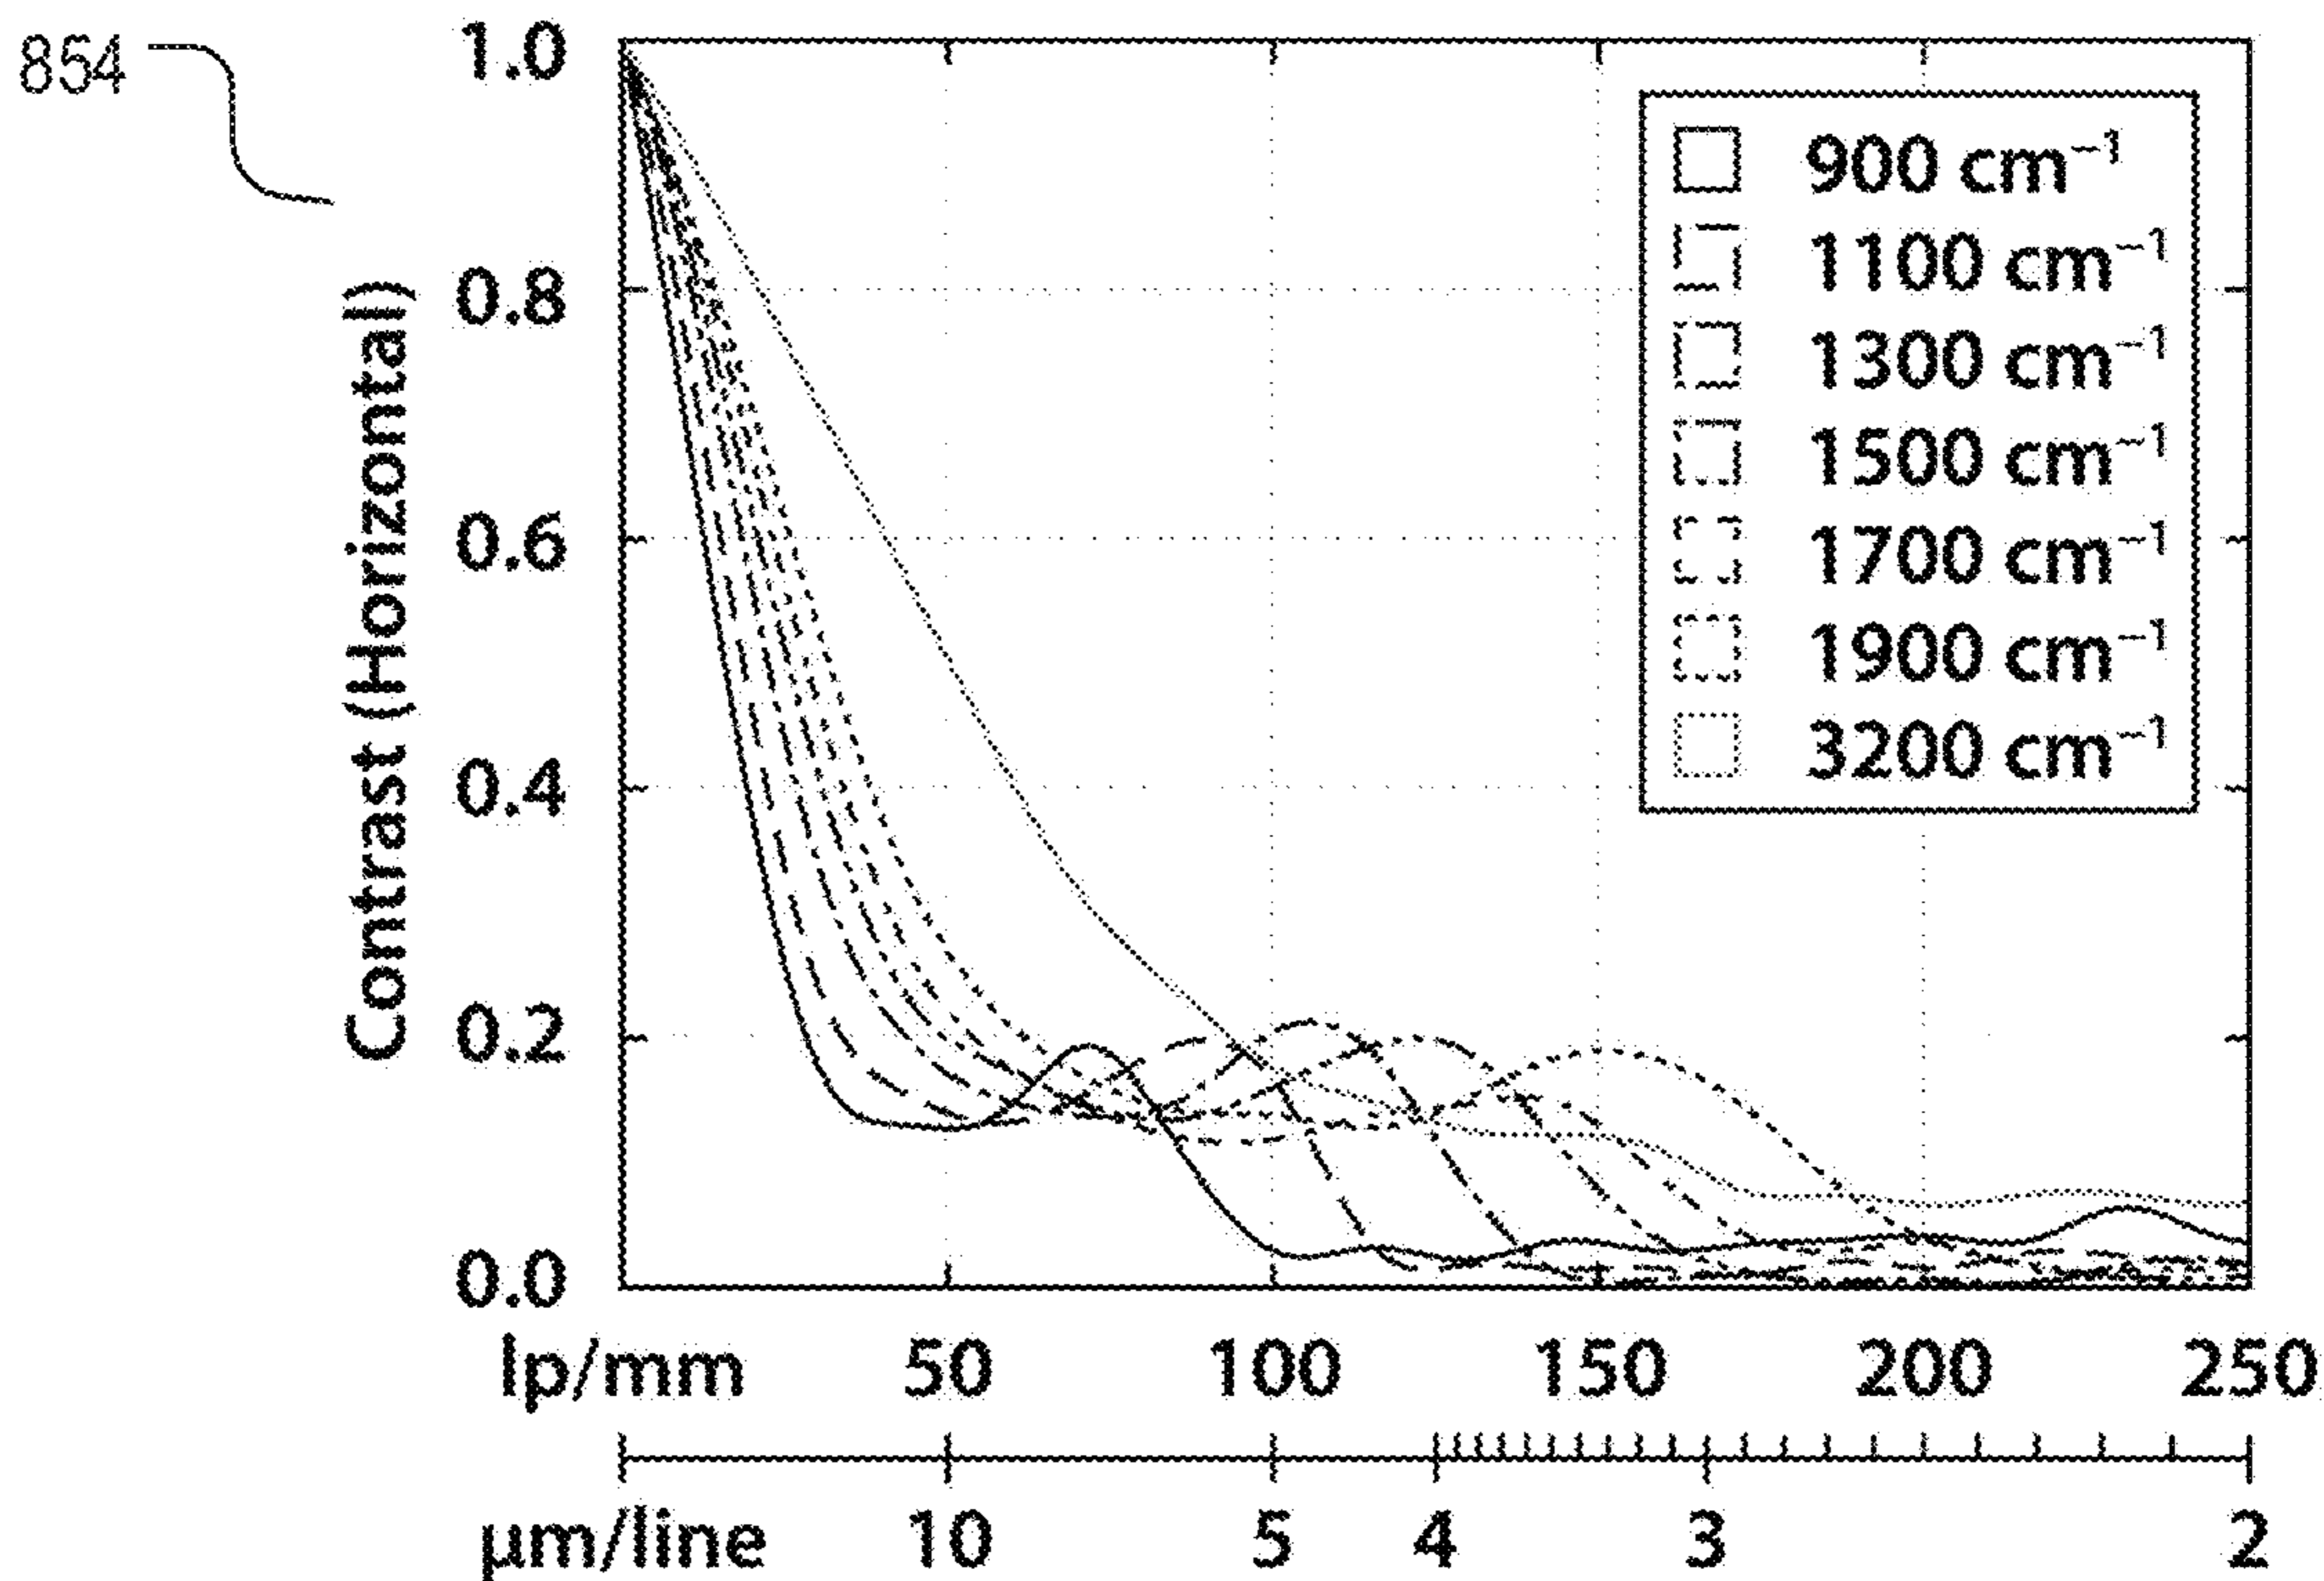 854
Contrast (Horizontal)
1.0
0.8
0.6
0.4
0.2
0.0
900 cm⁻¹
1100 cm⁻¹
1300 cm⁻¹
1500 cm⁻¹
1700 cm⁻¹
1900 cm⁻¹
3200 cm⁻¹
lp/mm 50 100 150 200 250
µm/line 10 5 4 3 2